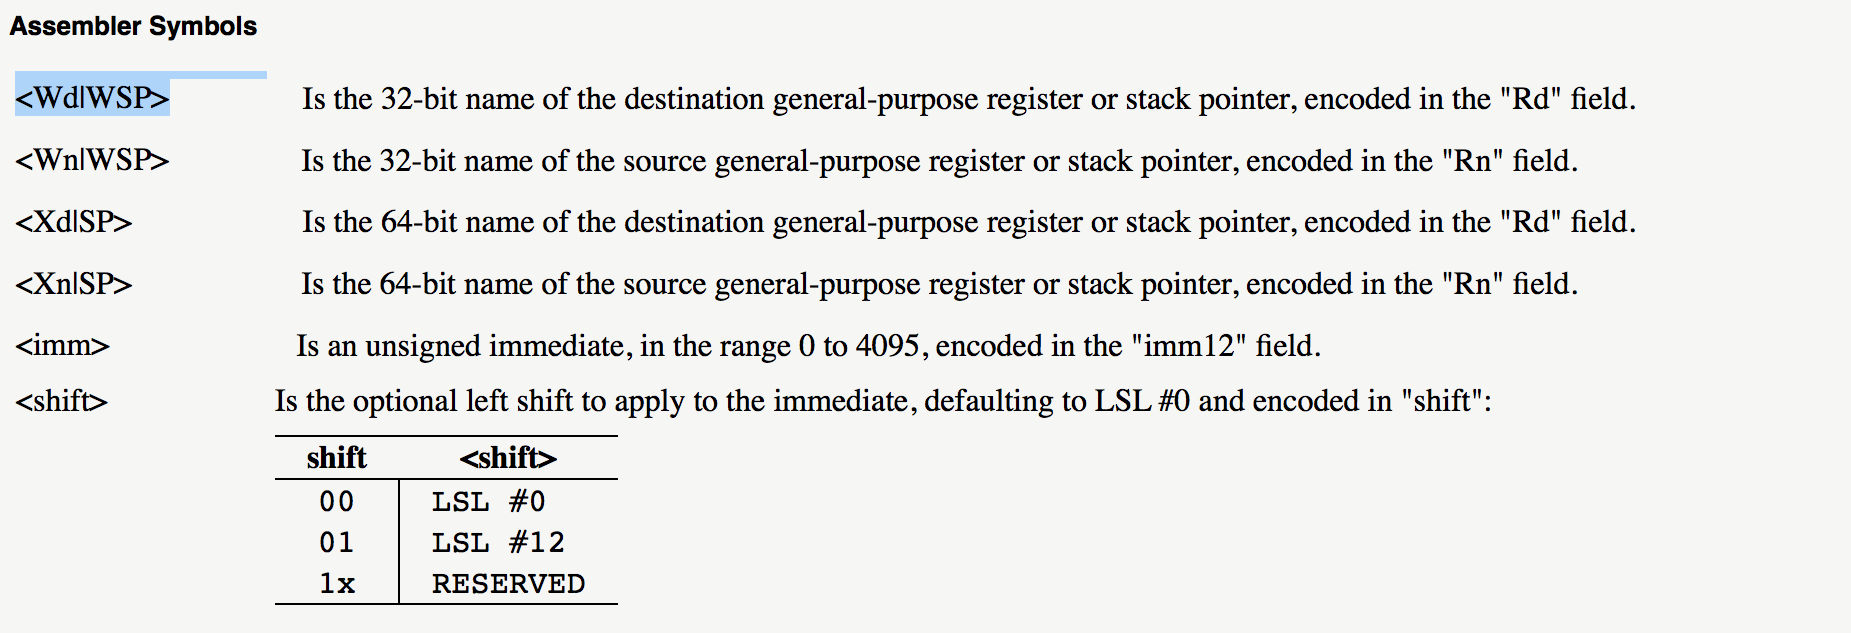 Assembler Symbols
<Wd|WSP> Is the 32-bit name of the destination general-purpose register or stack pointer, encoded in the "Rd" field.
<Wn|WSP> Is the 32-bit name of the source general-purpose register or stack pointer, encoded in the "Rn" field.
<Xd|SP> Is the 64-bit name of the destination general-purpose register or stack pointer, encoded in the "Rd" field.
<Xn|SP> Is the 64-bit name of the source general-purpose register or stack pointer, encoded in the "Rn" field.
<imm> Is an unsigned immediate, in the range 0 to 4095, encoded in the "imm12" field.
<shift> Is the optional left shift to apply to the immediate, defaulting to LSL #0 and encoded in "shift":
shift <shift>
00 LSL #0
01 LSL #12
1x RESERVED